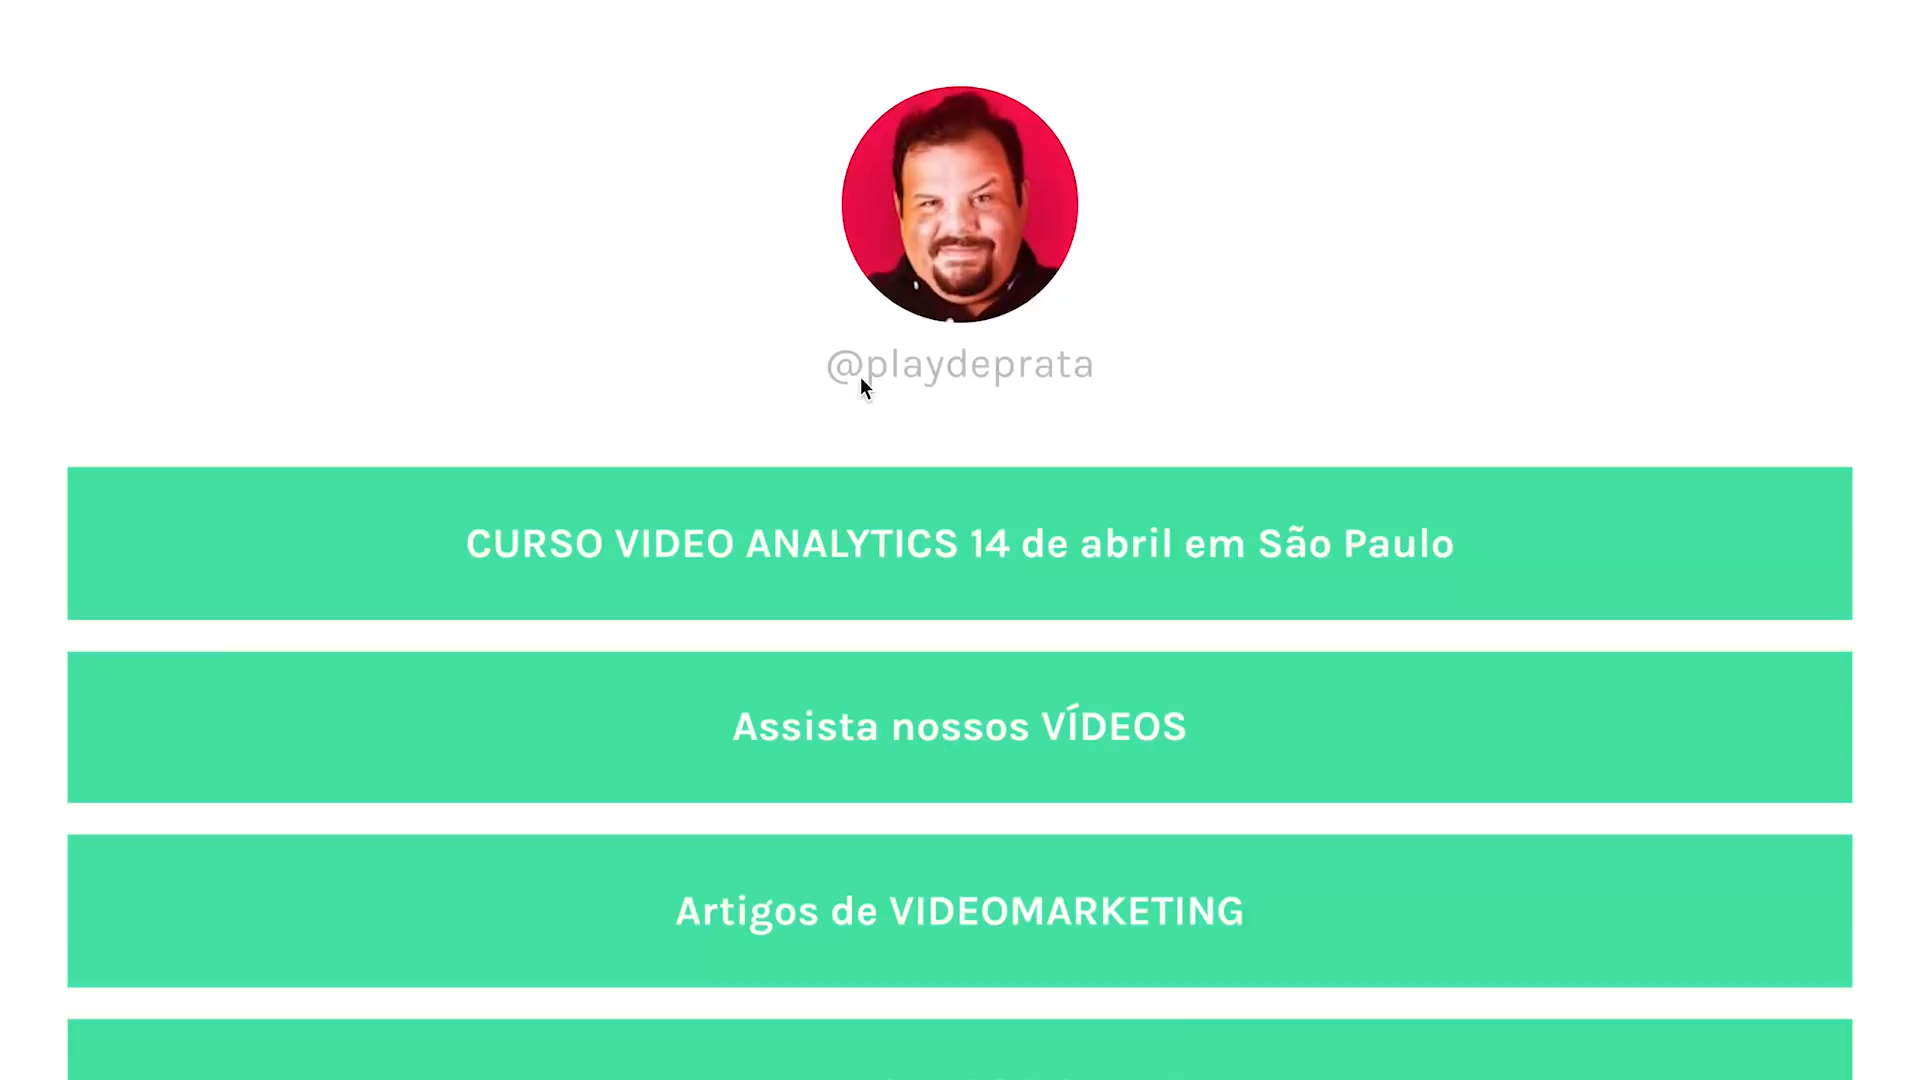 @playdeprata
CURSO VIDEO ANALYTICS 14 de abril em São Paulo
Assista nossos VÍDEOS
Artigos de VIDEOMARKETING